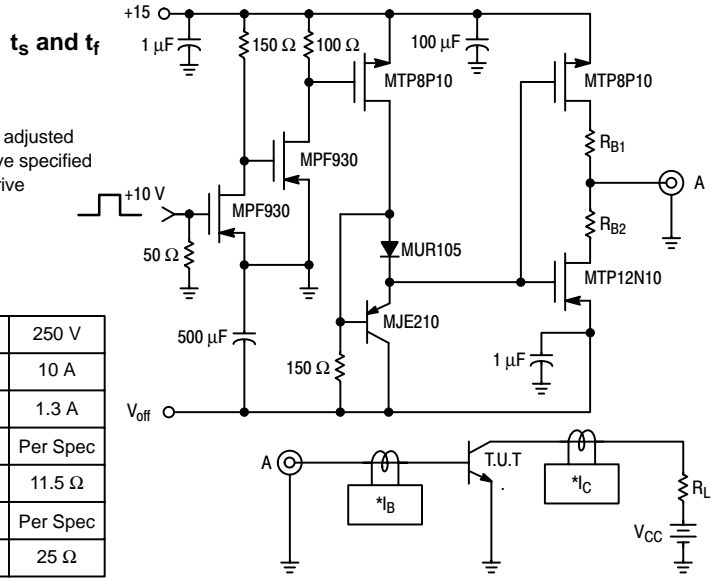 t_s and t_f
adjusted
ve specified
rive
+15
1 μF
150 Ω
100 Ω
MTP8P10
100 μF
MTP8P10
R_B1
A
R_B2
MPF930
+10 V
MPF930
50 Ω
MUR105
MTP12N10
MJE210
500 μF
150 Ω
1 μF
V_off
250 V
10 A
1.3 A
Per Spec
11.5 Ω
Per Spec
25 Ω
A
T.U.T
*I_B
*I_C
R_L
V_CC